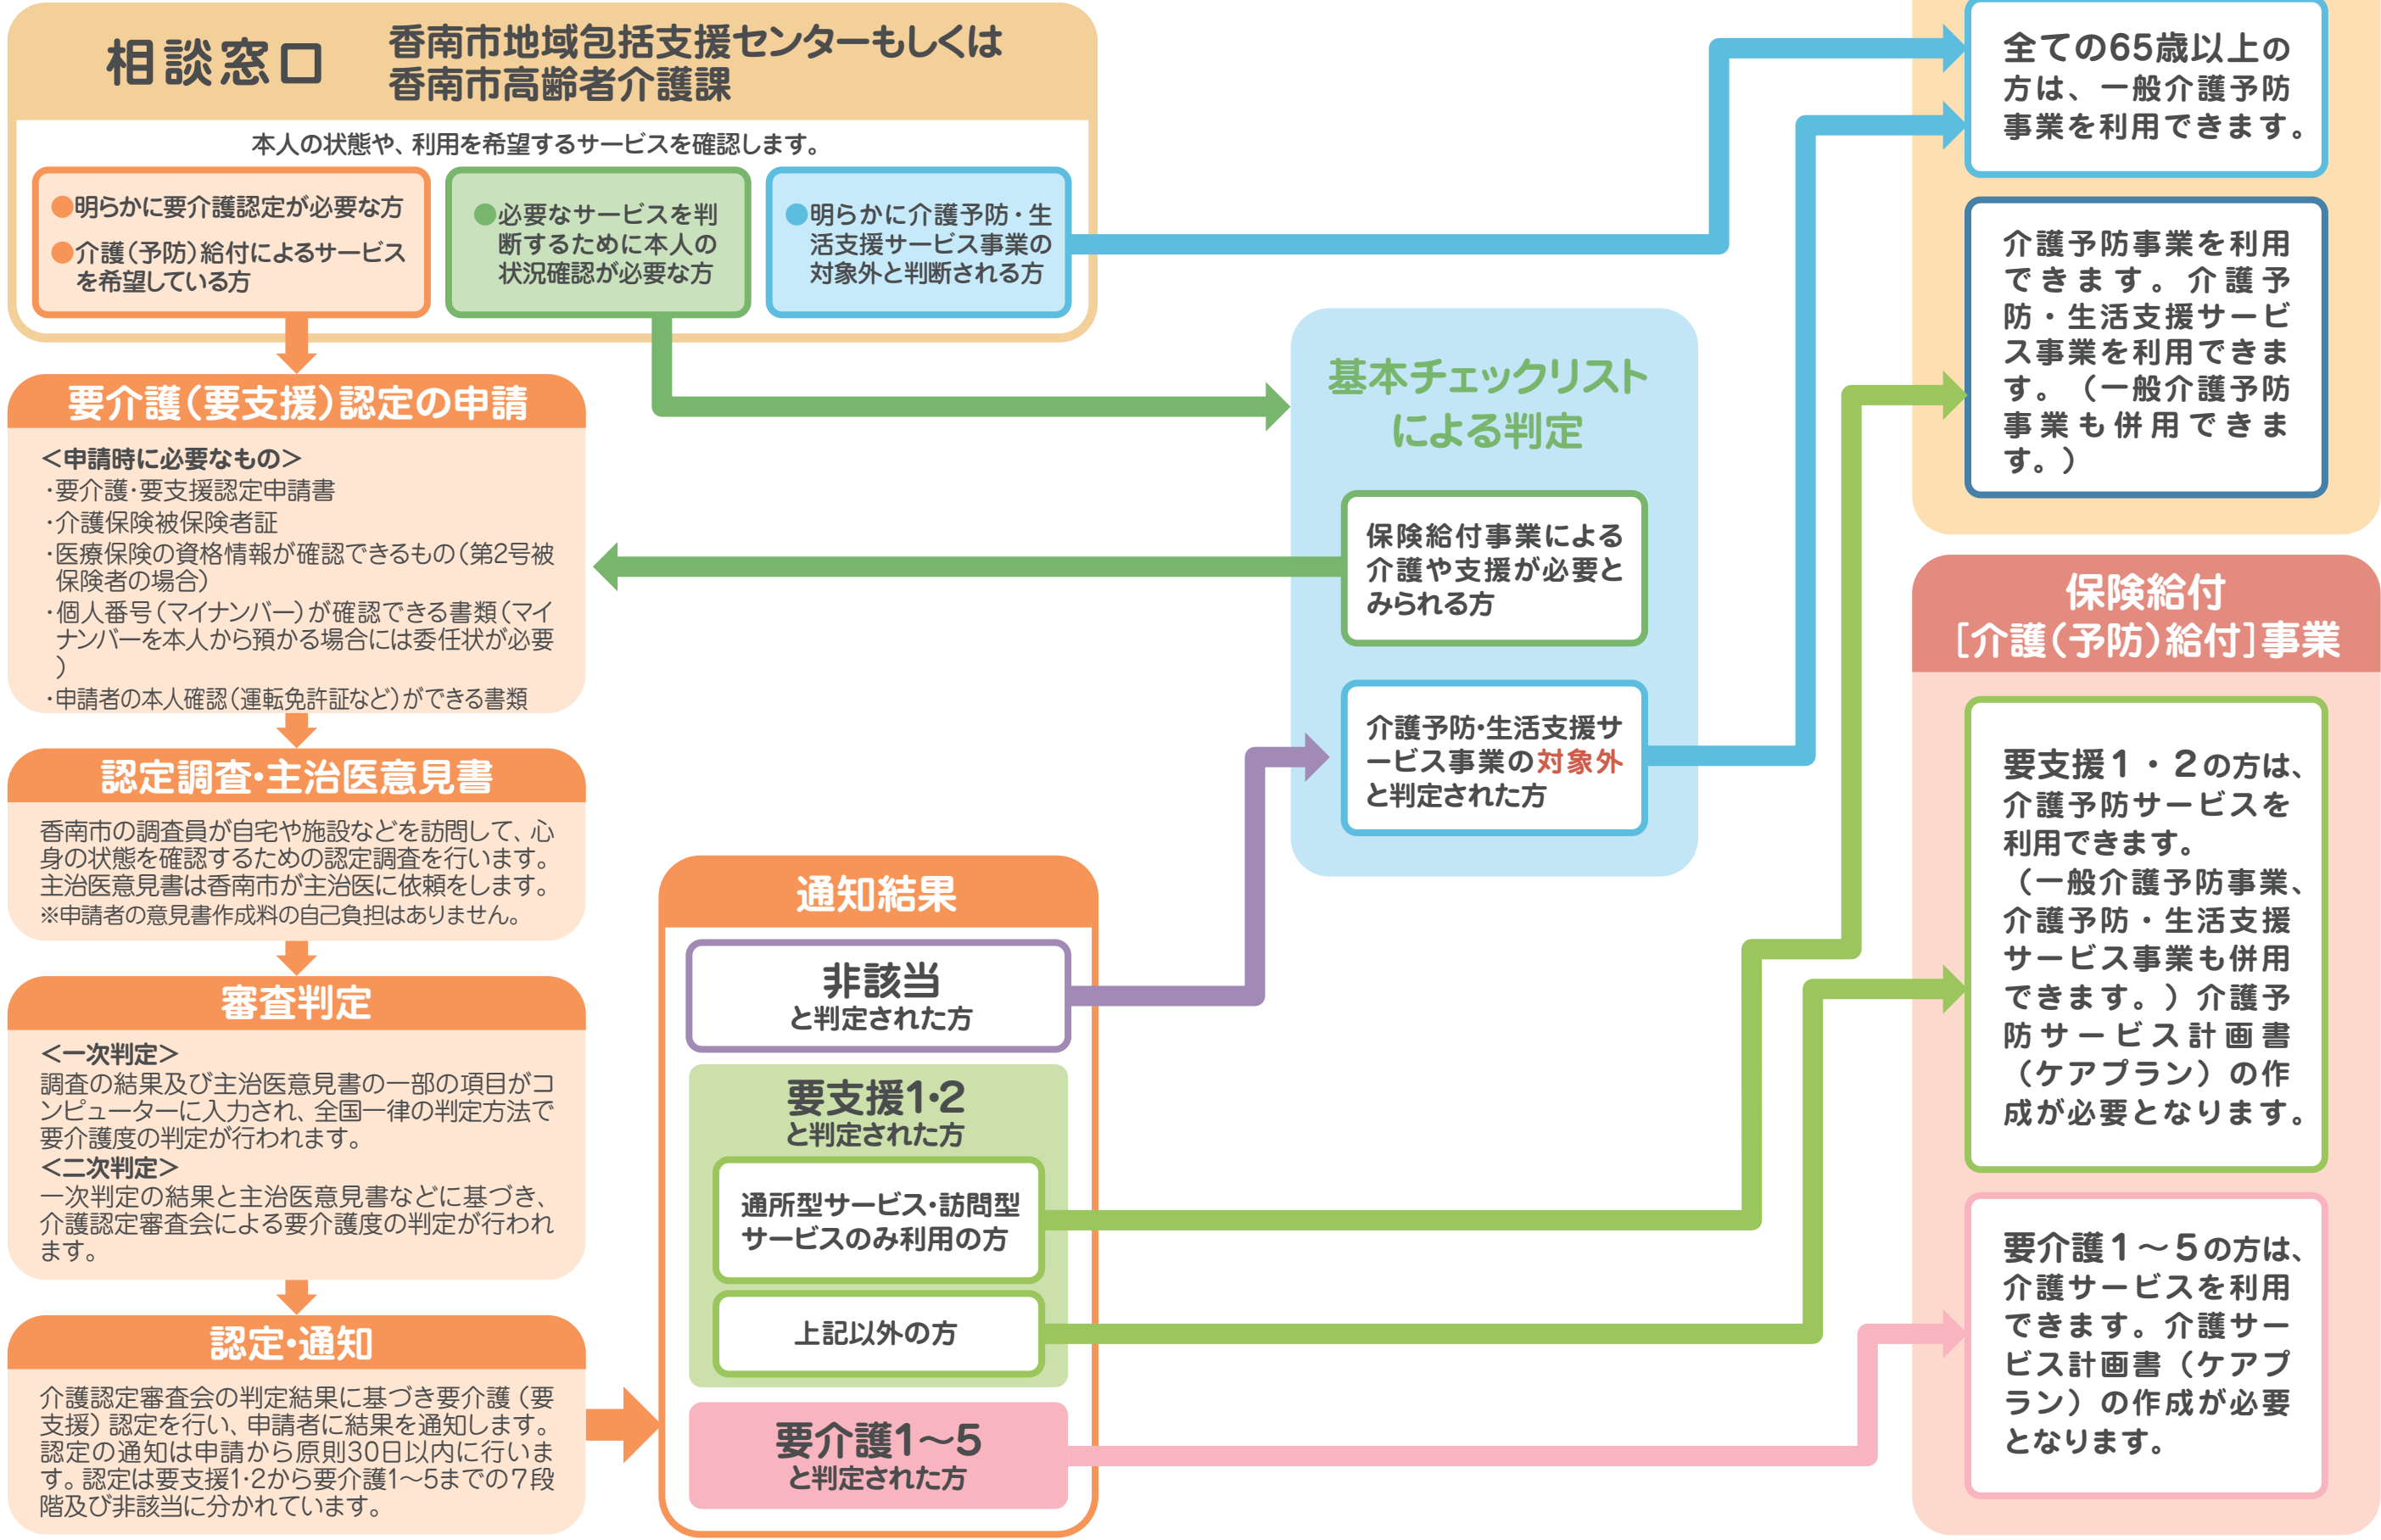 相談窓口
香南市地域包括支援センターもしくは
香南市高齢者介護課
本人の状態や、利用を希望するサービスを確認します。
●明らかに要介護認定が必要な方
●介護(予防)給付によるサービス
を希望している方
●必要なサービスを判
断するために本人の
状況確認が必要な方
●明らかに介護予防・生
活支援サービス事業の
対象外と判断される方
要介護(要支援)認定の申請
<申請時に必要なもの>
・要介護・要支援認定申請書
・介護保険被保険者証
・医療保険の資格情報が確認できるもの(第2号被
保険者の場合)
・個人番号(マイナンバー)が確認できる書類(マイ
ナンバーを本人から預かる場合には委任状が必要
)
・申請者の本人確認(運転免許証など)ができる書類
認定調査・主治医意見書
香南市の調査員が自宅や施設などを訪問して、心
身の状態を確認するための認定調査を行います。
主治医意見書は香南市が主治医に依頼をします。
※申請者の意見書作成料の自己負担はありません。
審査判定
<一次判定>
調査の結果及び主治医意見書の一部の項目がコ
ンピューターに入力され、全国一律の判定方法で
要介護度の判定が行われます。
<二次判定>
一次判定の結果と主治医意見書などに基づき、
介護認定審査会による要介護度の判定が行われ
ます。
認定・通知
介護認定審査会の判定結果に基づき要介護(要
支援)認定を行い、申請者に結果を通知します。
認定の通知は申請から原則30日以内に行いま
す。認定は要支援1・2から要介護1〜5までの7段
階及び非該当に分かれています。
通知結果
非該当
と判定された方
要支援1・2
と判定された方
通所型サービス・訪問型
サービスのみ利用の方
上記以外の方
要介護1〜5
と判定された方
基本チェックリスト
による判定
保険給付事業による
介護や支援が必要と
みられる方
介護予防・生活支援サ
ービス事業の対象外
と判定された方
全ての65歳以上の
方は、一般介護予防
事業を利用できます。
介護予防事業を利用
できます。介護予
防・生活支援サービ
ス事業を利用できま
す。(一般介護予防
事業も併用できま
す。)
保険給付
[介護(予防)給付]事業
要支援1・2の方は、
介護予防サービスを
利用できます。
(一般介護予防事業、
介護予防・生活支援
サービス事業も併用
できます。)介護予
防サービス計画書
(ケアプラン)の作
成が必要となります。
要介護1〜5の方は、
介護サービスを利用
できます。介護サー
ビス計画書(ケアプ
ラン)の作成が必要
となります。